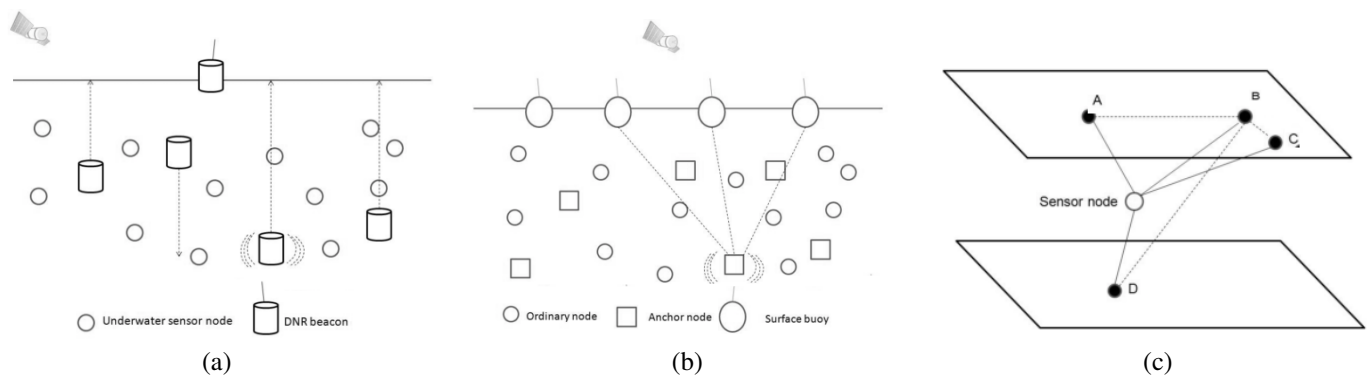 Underwater sensor node
DNR beacon
(a)
Ordinary node
Anchor node
Surface buoy
(b)
A
B
C
Sensor node
D
(c)